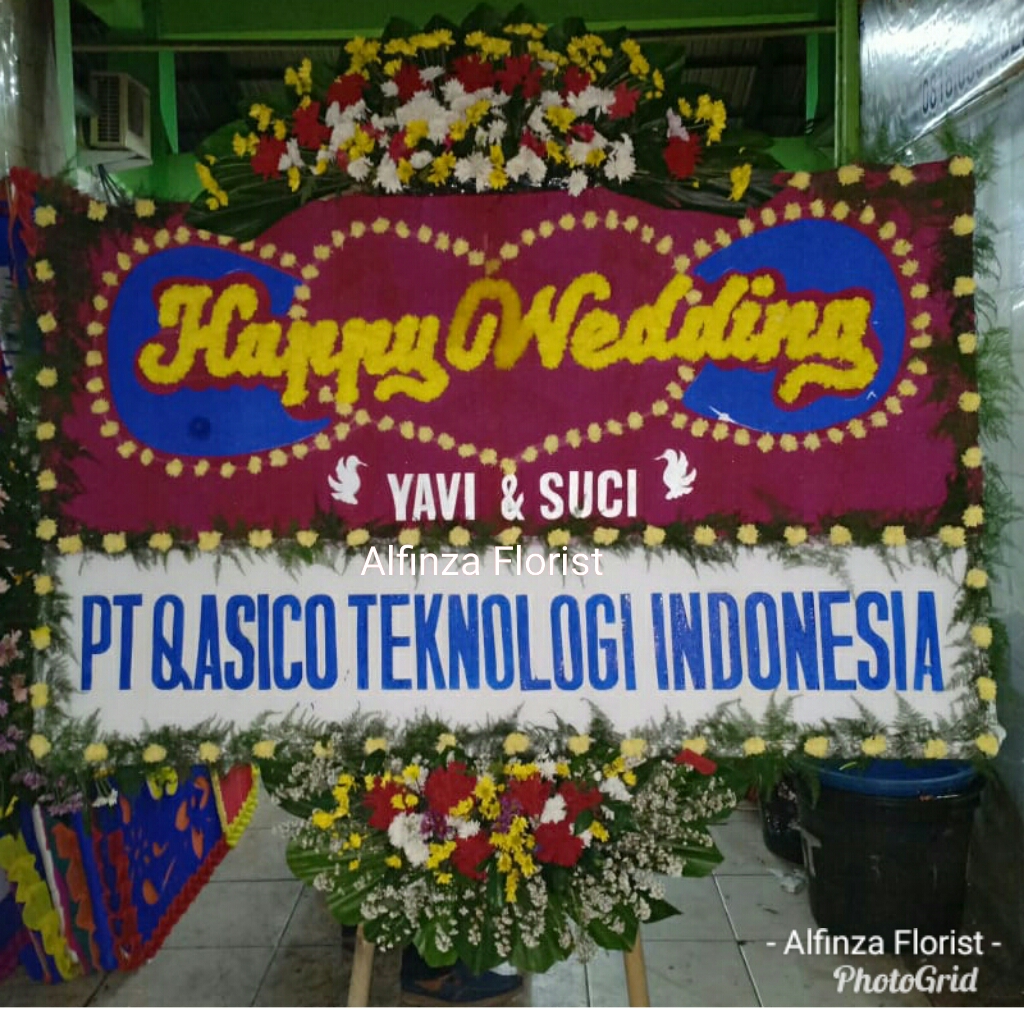 Happy Wedding
YAVI & SUCI
Alfinza Florist
PT QASICO TEKNOLOGI INDONESIA
- Alfinza Florist -
PhotoGrid